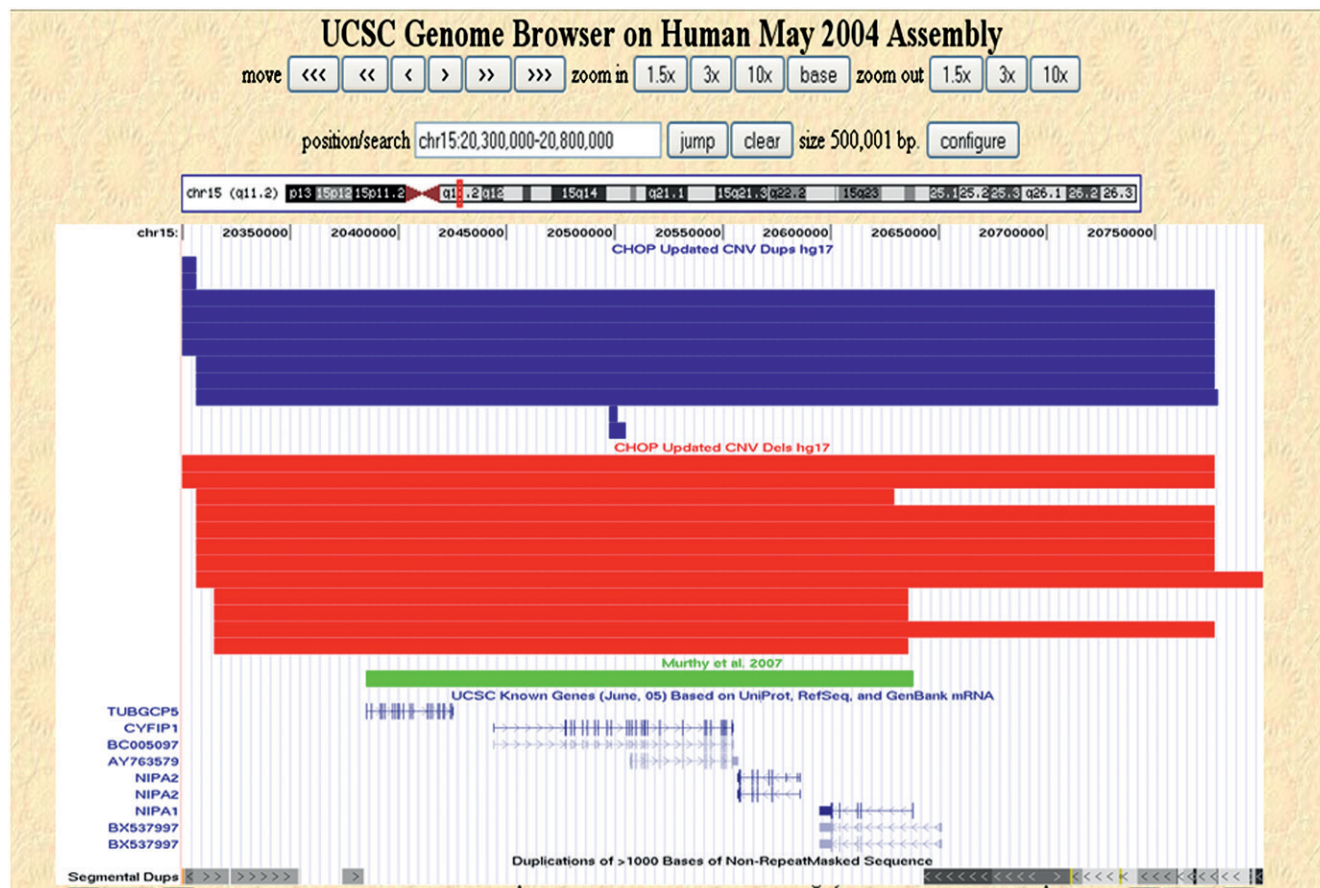 UCSC Genome Browser on Human May 2004 Assembly
move <<< << < > >> >>> zoom in 1.5x 3x 10x base zoom out 1.5x 3x 10x
position/search chr15:20,300,000-20,800,000 jump clear size 500,001 bp. configure
chr15 (q11.2) p13 15p12 15p11.2 q1 .2 q12 15q14 q21.1 15q21.3 q22.2 15q23 25.1 25.2 25.3 q26.1 26.2 26.3
chr15: 20350000 20400000 20450000 20500000 20550000 20600000 20650000 20700000 20750000
CHOP Updated CNV Dups hg17
CHOP Updated CNV Dels hg17
Murthy et al. 2007
UCSC Known Genes (June, 05) Based on UniProt, RefSeq, and GenBank mRNA
TUBGCP5
CYFIP1
BC005097
AY763579
NIPA2
NIPA2
NIPA1
BX537997
BX537997
Duplications of >1000 Bases of Non-RepeatMasked Sequence
Segmental Dups